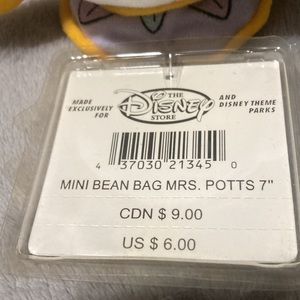 MADE EXCLUSIVELY FOR
THE
Disney
STORE
AND DISNEY THEME PARKS
4 37030 21345 0
MINI BEAN BAG MRS. POTTS 7"
CDN $ 9.00
US $ 6.00